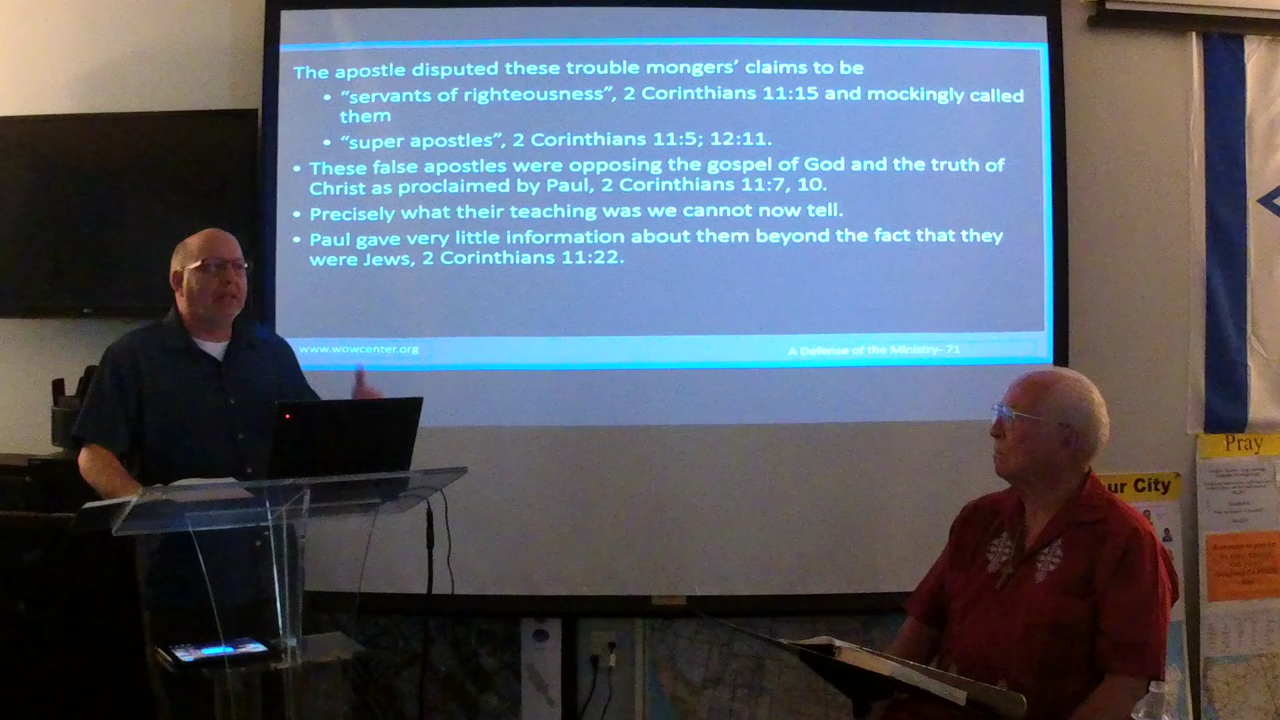 The apostle disputed these trouble mongers’ claims to be
• “servants of righteousness”, 2 Corinthians 11:15 and mockingly called
them
• “super apostles”, 2 Corinthians 11:5; 12:11.
• These false apostles were opposing the gospel of God and the truth of
Christ as proclaimed by Paul, 2 Corinthians 11:7, 10.
• Precisely what their teaching was we cannot now tell.
• Paul gave very little information about them beyond the fact that they
were Jews, 2 Corinthians 11:22.
www.wowcenter.org
A Defense of the Ministry- 71
Pray
ur City